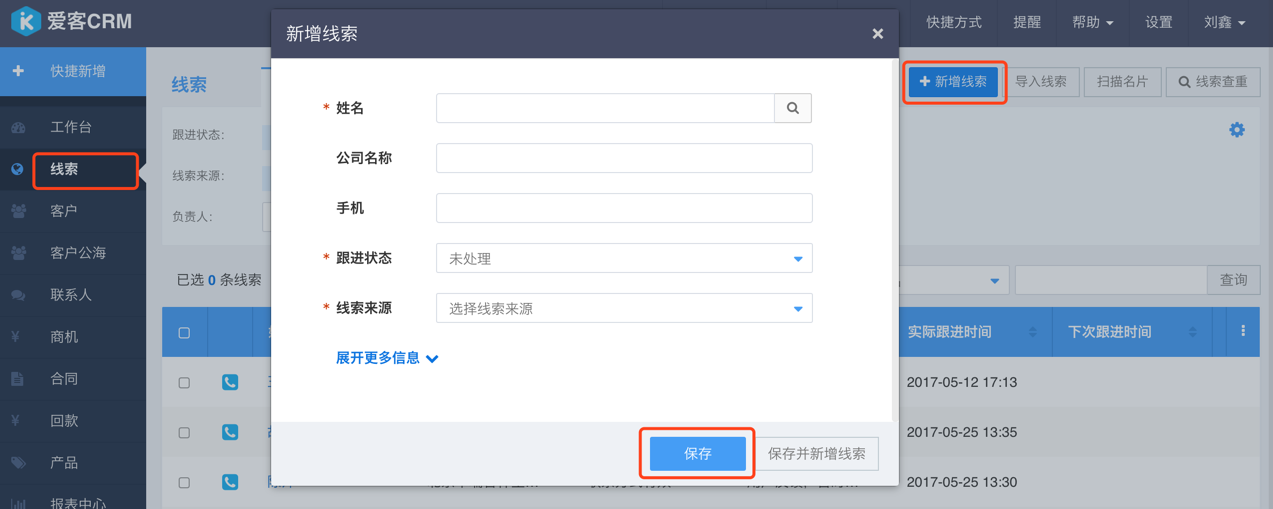 爱客CRM
快捷方式
提醒
帮助
设置
刘鑫
快捷新增
工作台
线索
客户
客户公海
联系人
商机
合同
回款
产品
报表中心
线索
新增线索
导入线索
扫描名片
线索查重
跟进状态:
线索来源:
负责人:
已选 0 条线索
查询
实际跟进时间
下次跟进时间
2017-05-12 17:13
2017-05-25 13:35
2017-05-25 13:30
新增线索
×
* 姓名
公司名称
手机
* 跟进状态
未处理
* 线索来源
选择线索来源
展开更多信息
保存
保存并新增线索